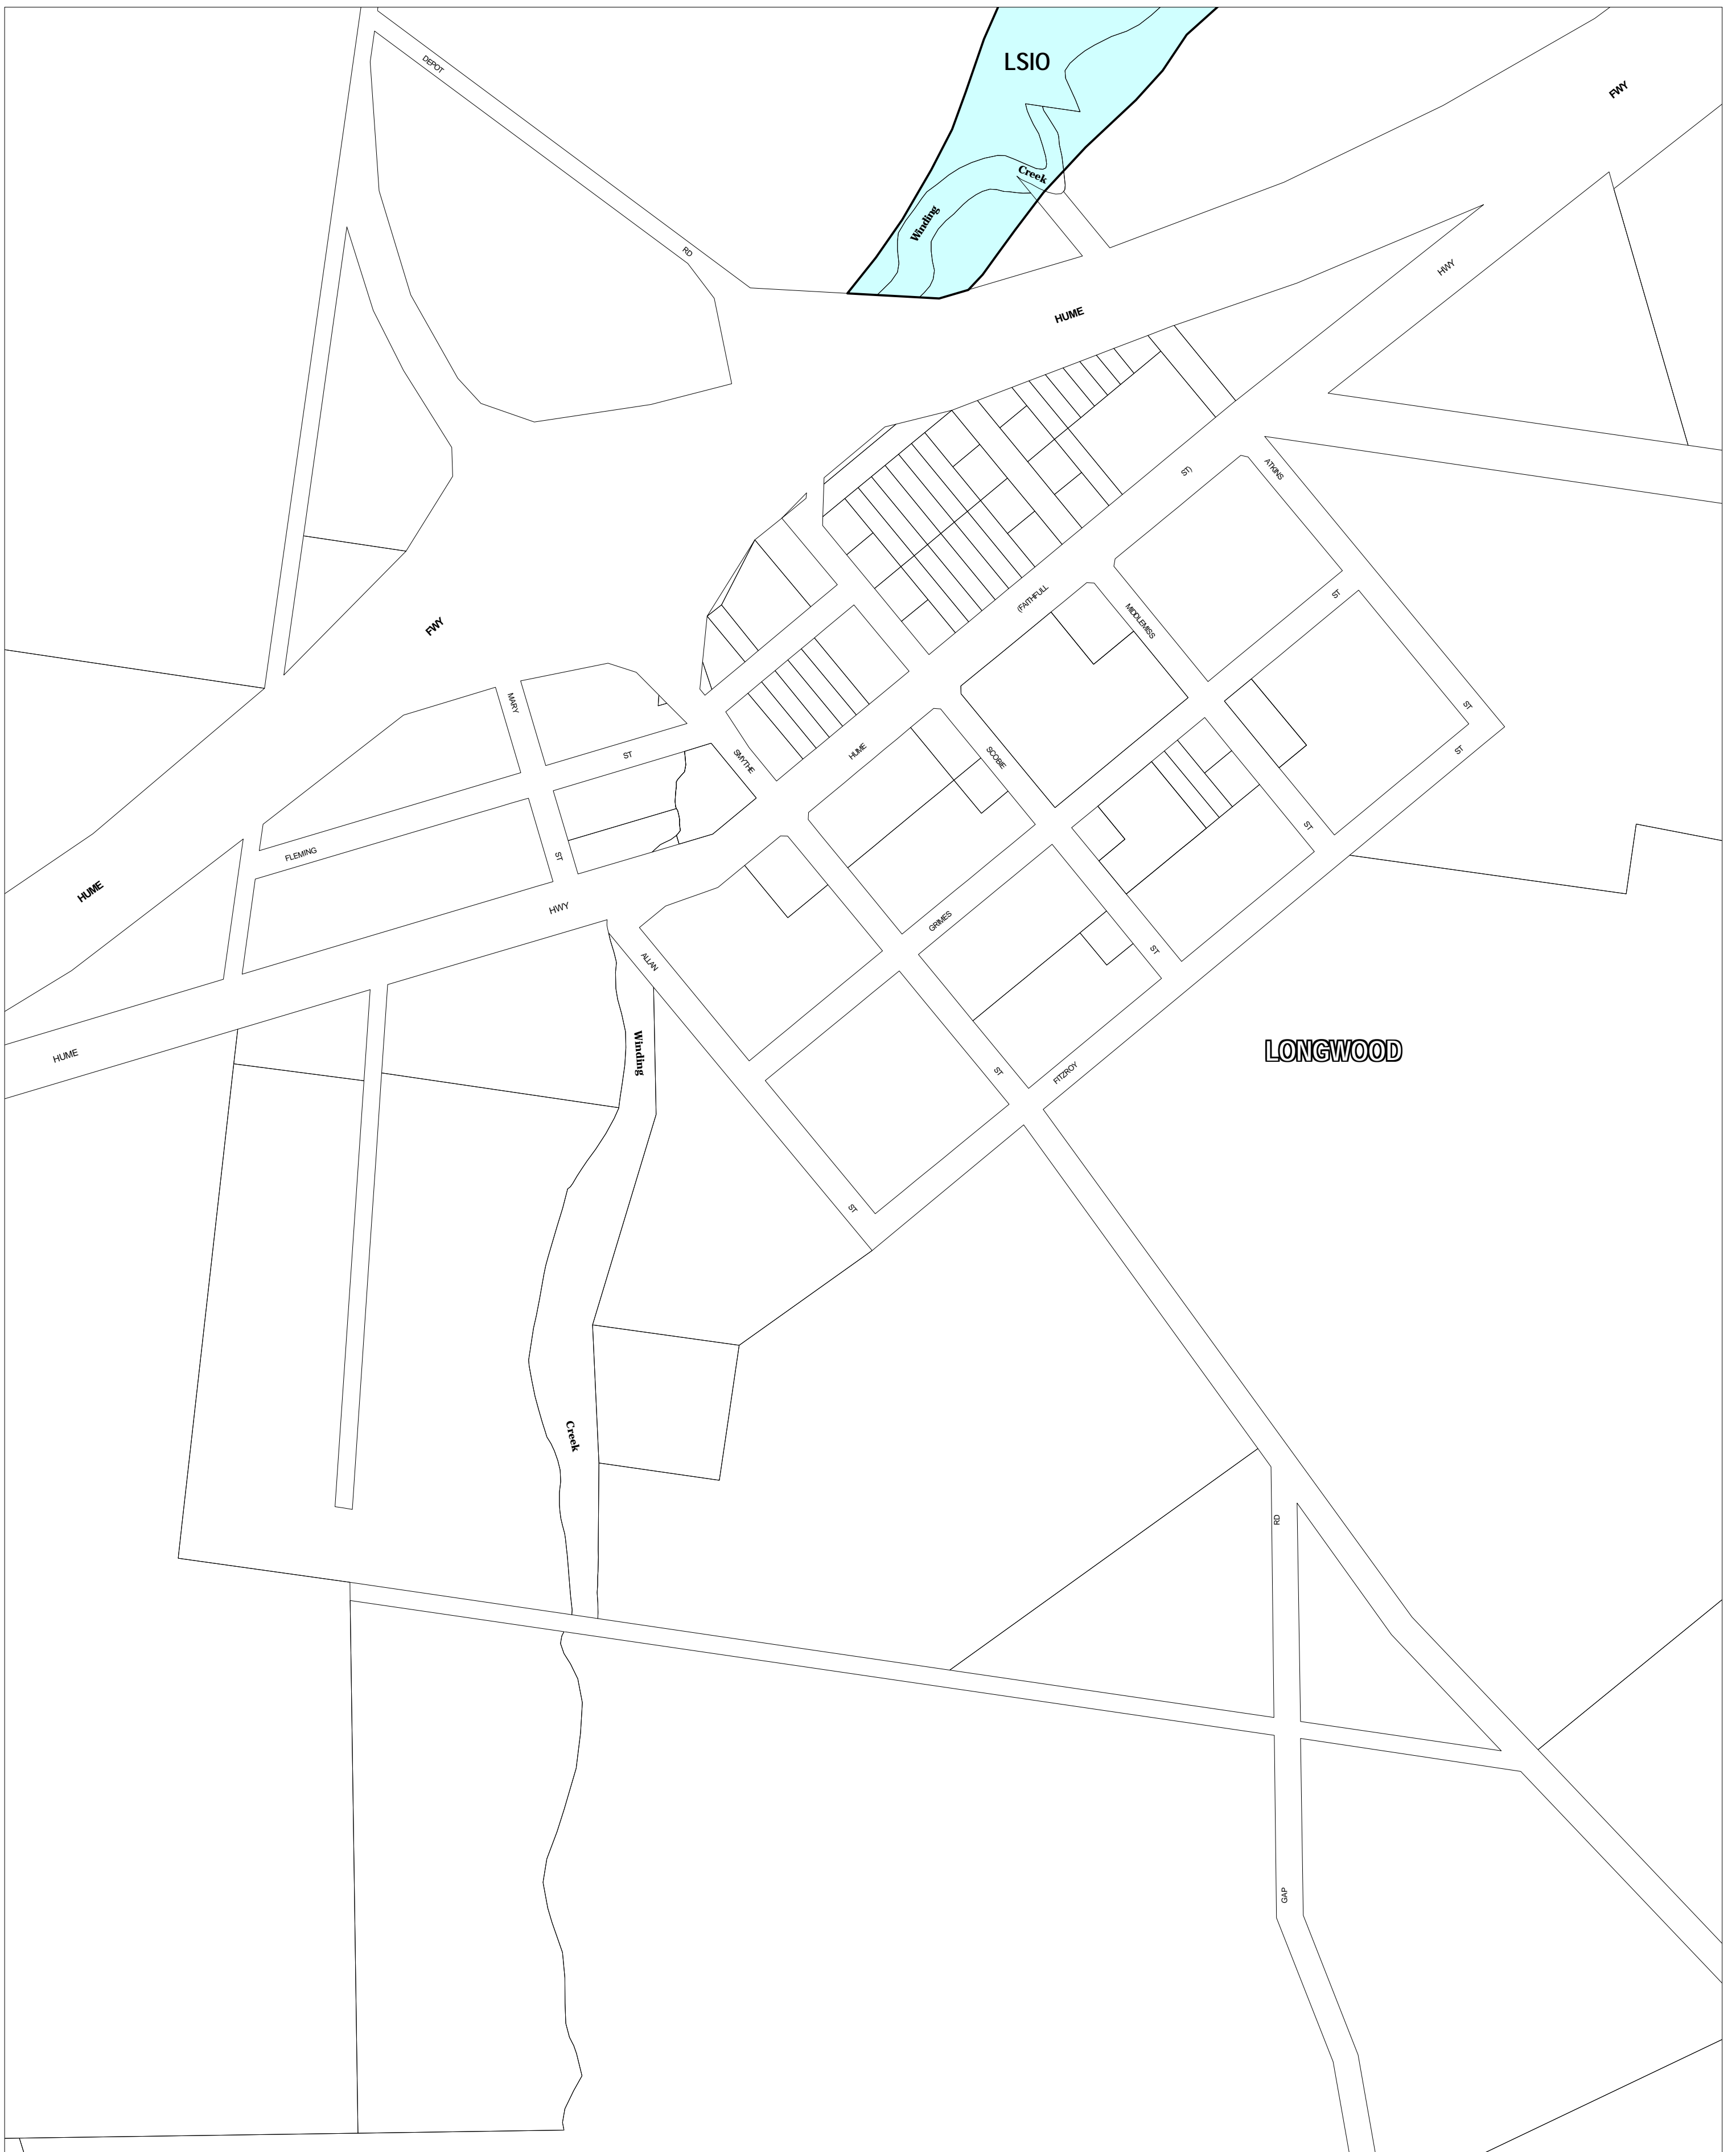 LSIO
DEPOT
FWY
Creek
Winding
RD
HWY
HUME
ST)
ATKINS
(FAITHFULL
MIDDLEMISS
ST
FWY
MARY
ST
SMYTHE
HUME
SCOBIE
ST
ST
FLEMING
ST
ST
HUME
HWY
GRIMES
ST
ALLAN
Winding
HUME
LONGWOOD
ST
FITZROY
ST
Creek
RD
GAP